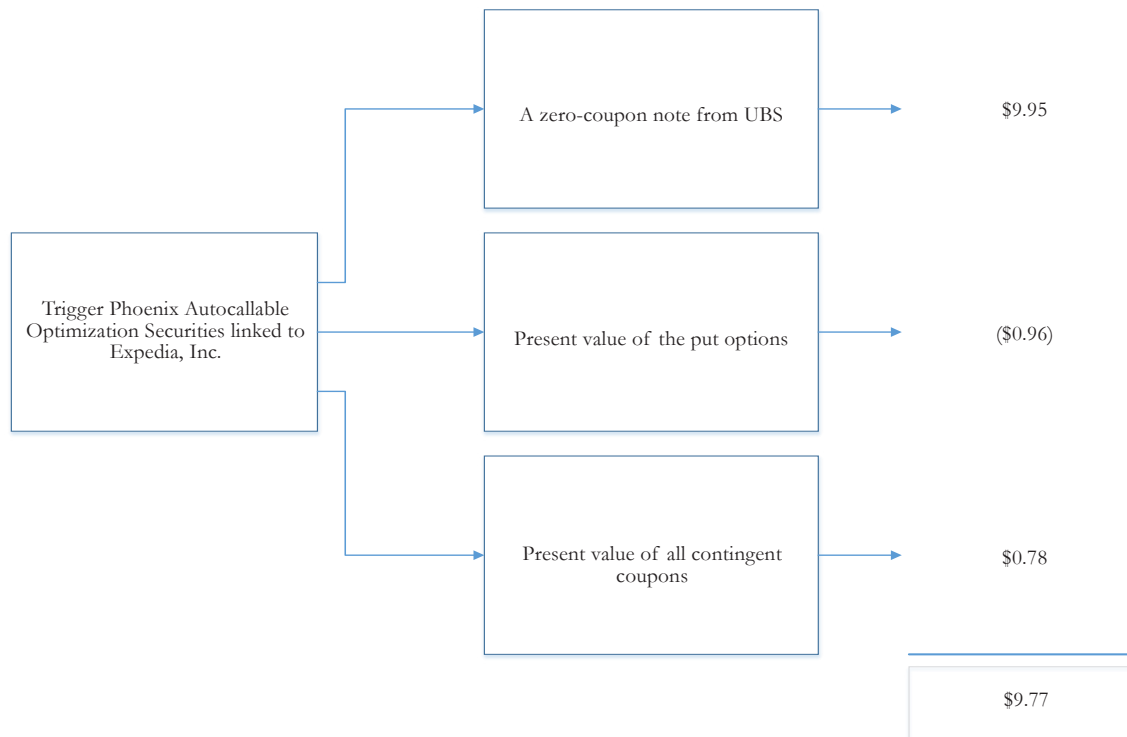 A zero-coupon note from UBS
$9.95
Trigger Phoenix Autocallable
Optimization Securities linked to
Expedia, Inc.
Present value of the put options
($0.96)
Present value of all contingent
coupons
$0.78
$9.77